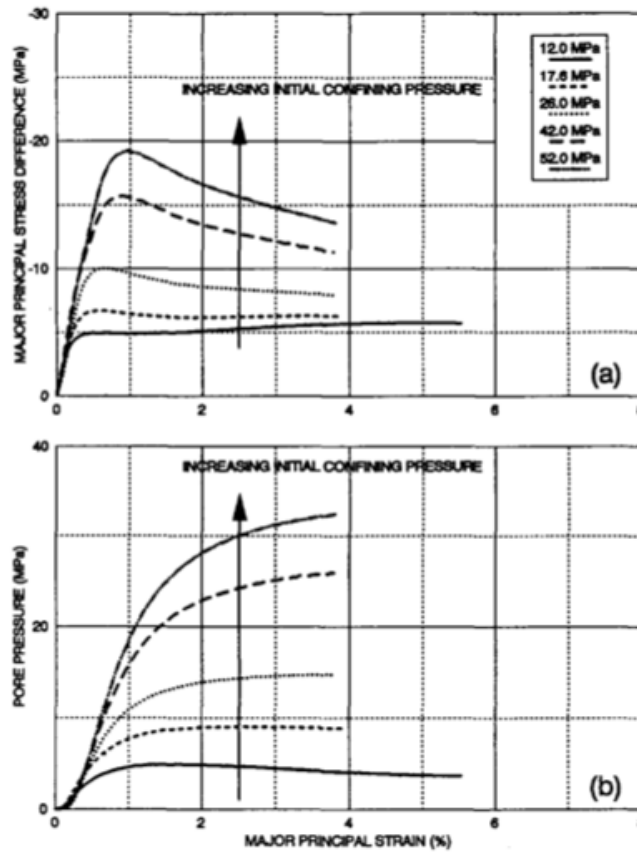 -30
-20
-10
-0
MAJOR PRINCIPAL STRESS DIFFERENCE (MPa)
INCREASING INITIAL CONFINING PRESSURE
12.0 MPa
17.6 MPa
26.0 MPa
42.0 MPa
52.0 MPa
(a)
0
2
4
6
40
20
0
PORE PRESSURE (MPa)
INCREASING INITIAL CONFINING PRESSURE
(b)
0
2
4
6
MAJOR PRINCIPAL STRAIN (%)